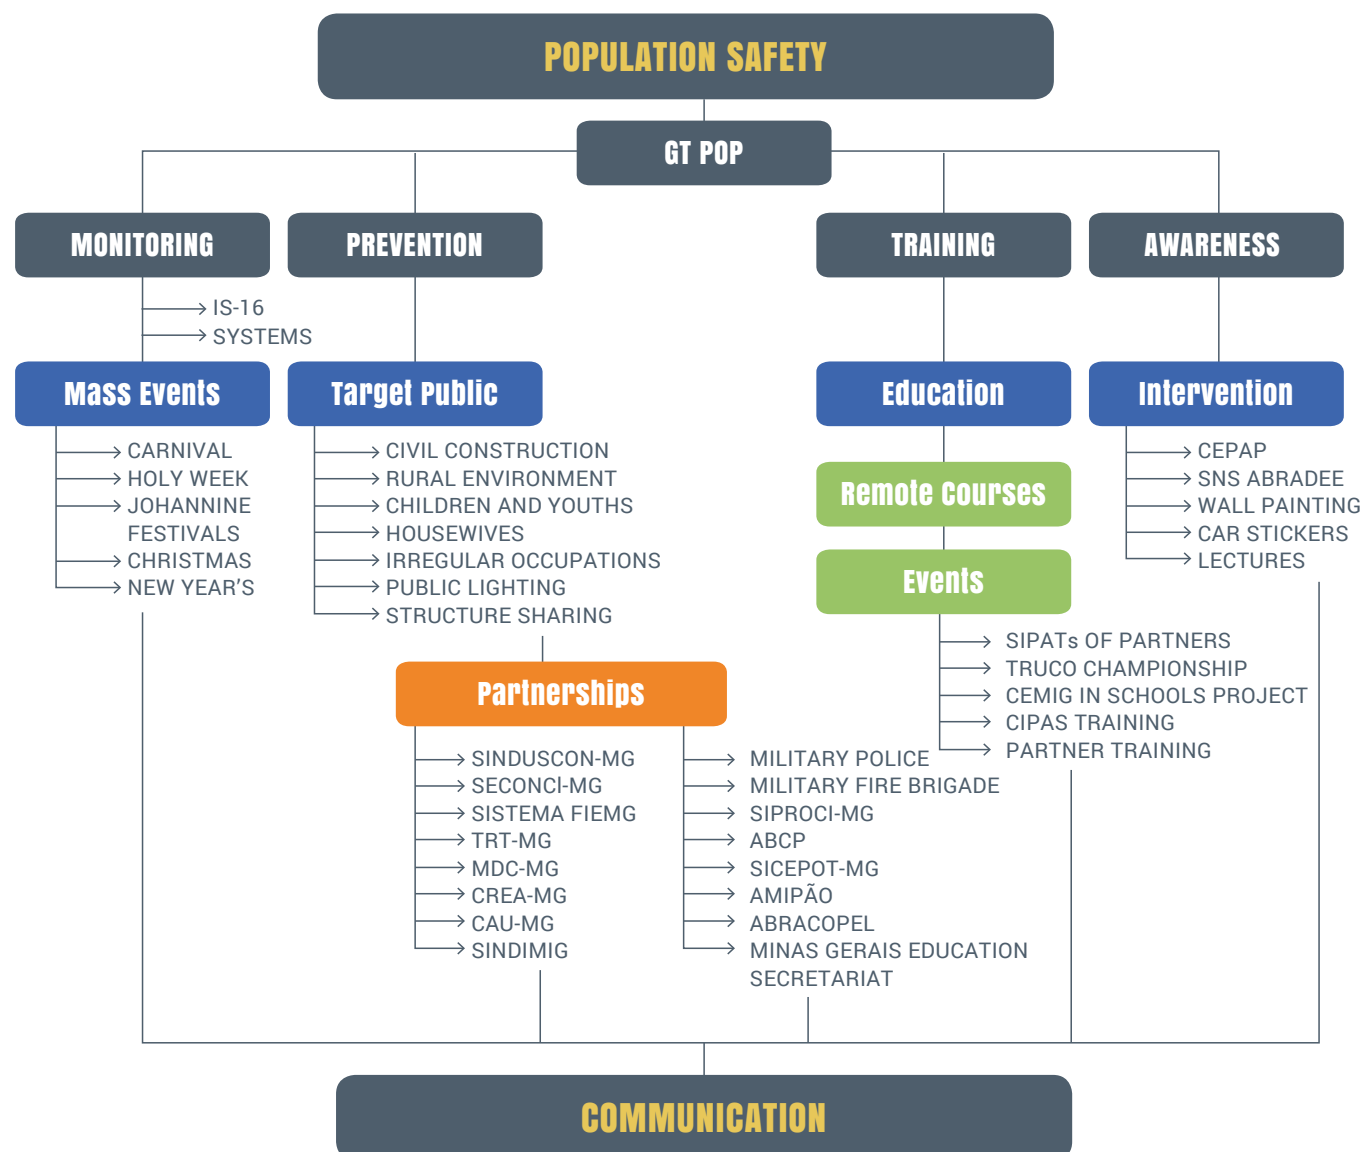 POPULATION SAFETY
GT POP
MONITORING
PREVENTION
TRAINING
AWARENESS
IS-16
SYSTEMS
Mass Events
Target Public
Education
Intervention
CARNIVAL
HOLY WEEK
JOHANNINE
FESTIVALS
CHRISTMAS
NEW YEAR'S
CIVIL CONSTRUCTION
RURAL ENVIRONMENT
CHILDREN AND YOUTHS
HOUSEWIVES
IRREGULAR OCCUPATIONS
PUBLIC LIGHTING
STRUCTURE SHARING
Remote Courses
Events
CEPAP
SNS ABRADEE
WALL PAINTING
CAR STICKERS
LECTURES
SIPATs OF PARTNERS
TRUCO CHAMPIONSHIP
CEMIG IN SCHOOLS PROJECT
CIPAS TRAINING
PARTNER TRAINING
Partnerships
SINDUSCON-MG
SECONCI-MG
SISTEMA FIEMG
TRT-MG
MDC-MG
CREA-MG
CAU-MG
SINDIMIG
MILITARY POLICE
MILITARY FIRE BRIGADE
SIPROCI-MG
ABCP
SICEPOT-MG
AMIPÃO
ABRACOPEL
MINAS GERAIS EDUCATION
SECRETARIAT
COMMUNICATION